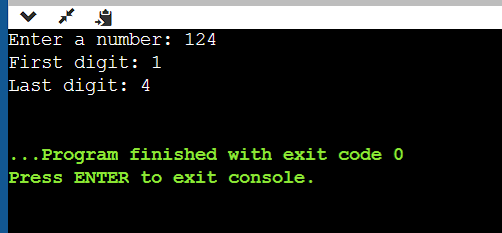 Enter a number: 124
First digit: 1
Last digit: 4
...Program finished with exit code 0
Press ENTER to exit console.